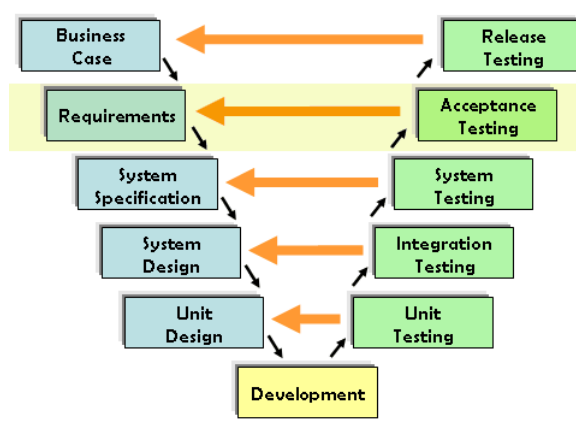 Business
Case
Release
Testing
Requirements
Acceptance
Testing
System
Specification
System
Testing
System
Design
Integration
Testing
Unit
Design
Unit
Testing
Development